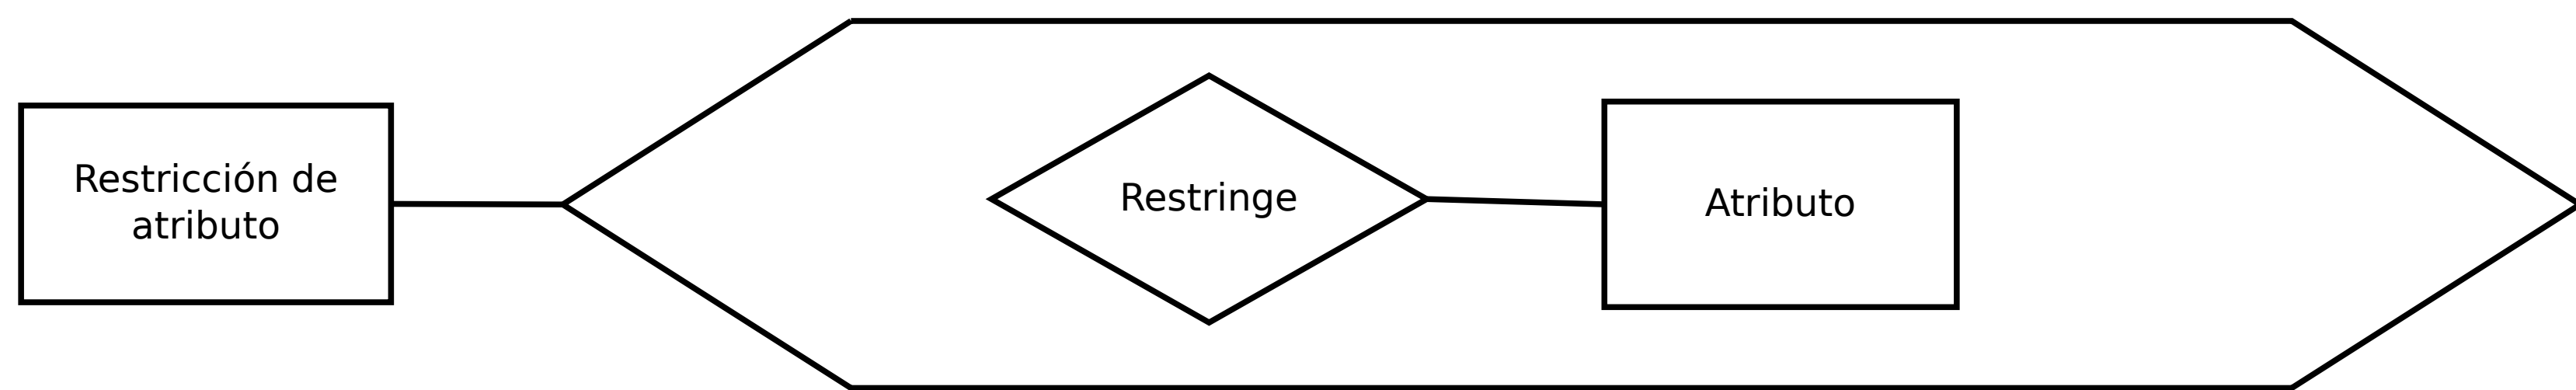 Restricción de
atributo
Restringe
Atributo